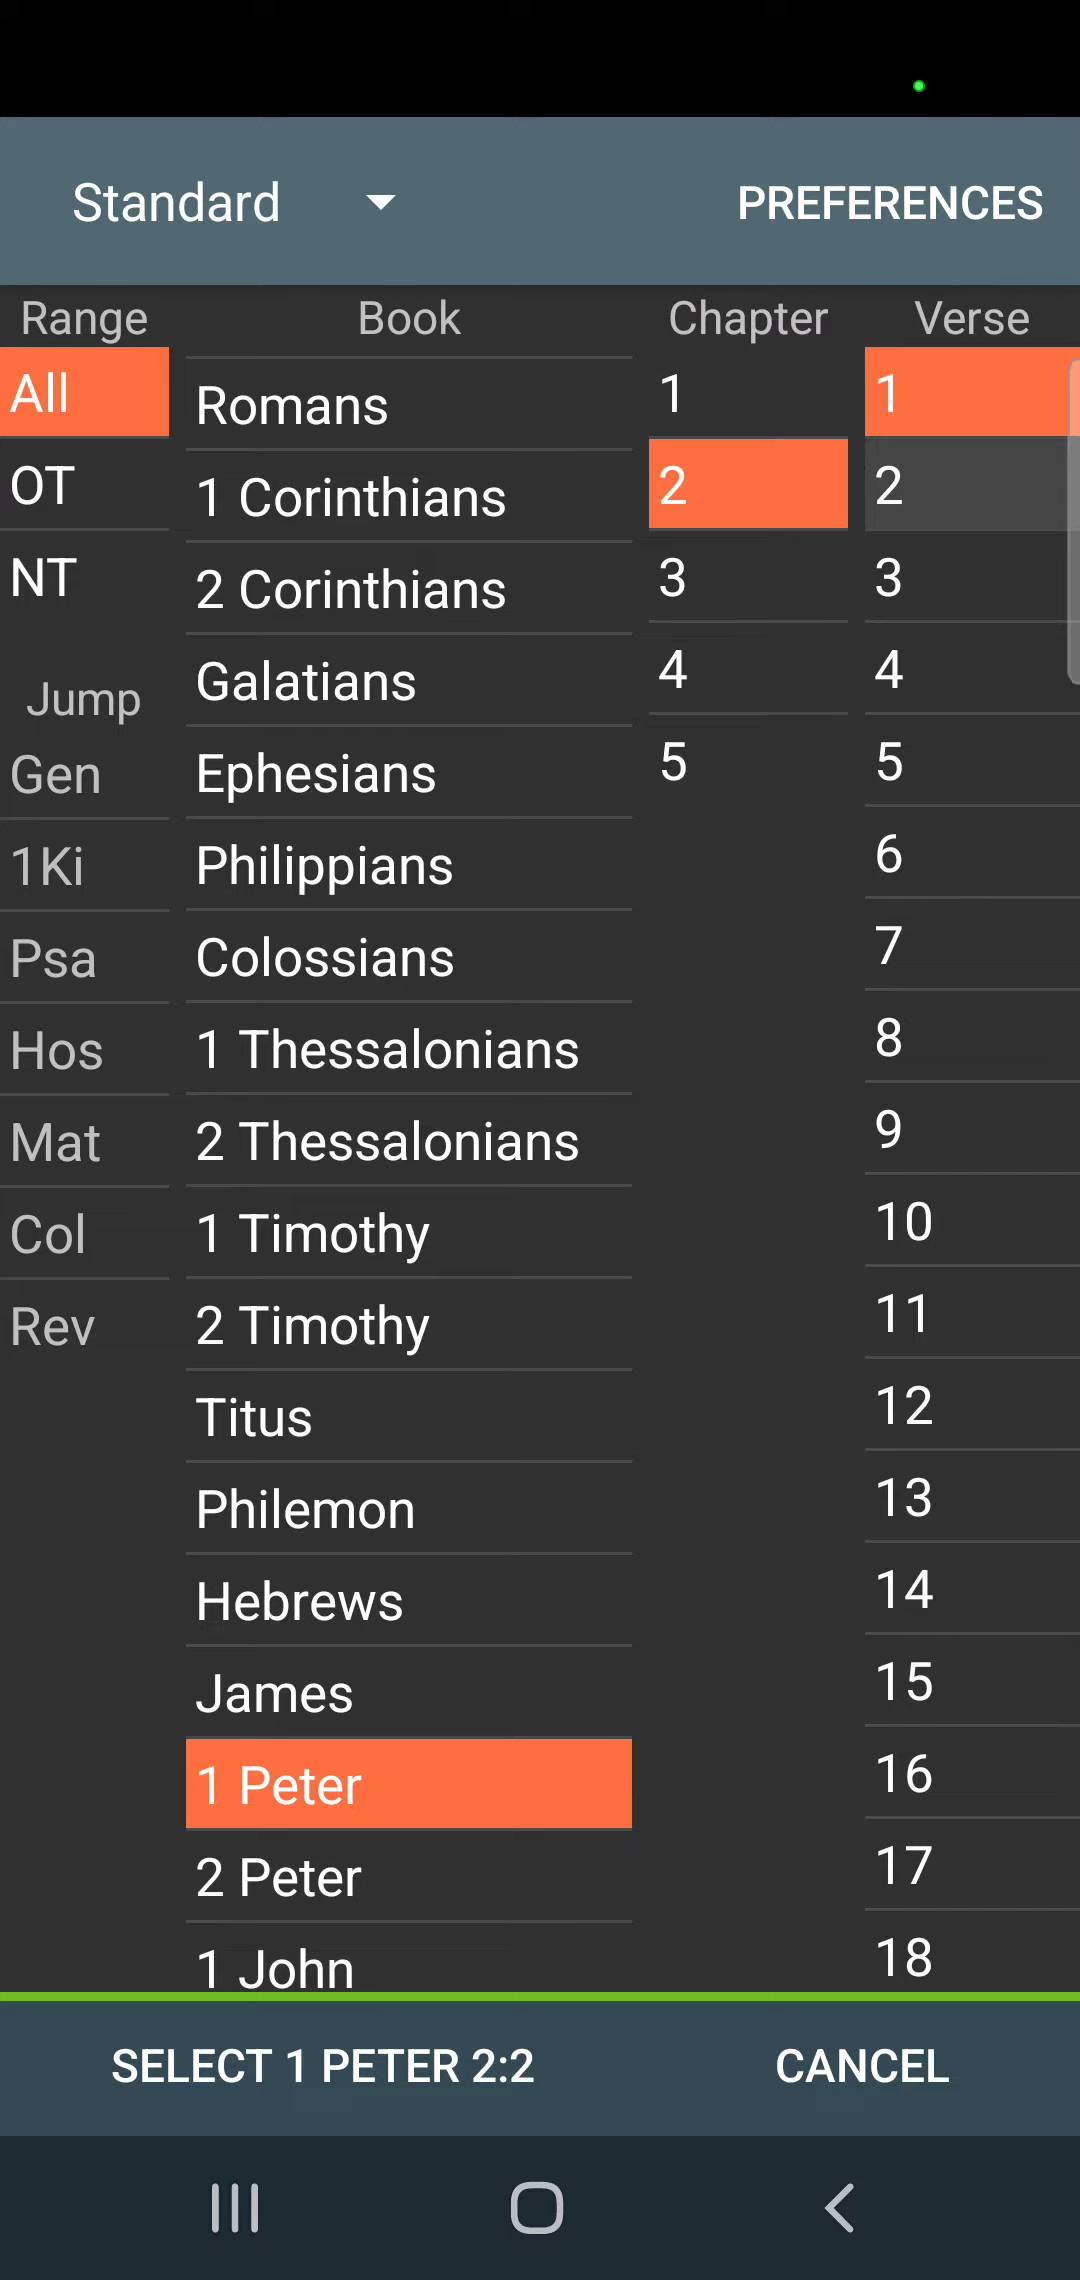 Standard
PREFERENCES
Range
Book
Chapter
Verse
All
OT
NT
Jump
Gen
1Ki
Psa
Hos
Mat
Col
Rev
Romans
1 Corinthians
2 Corinthians
Galatians
Ephesians
Philippians
Colossians
1 Thessalonians
2 Thessalonians
1 Timothy
2 Timothy
Titus
Philemon
Hebrews
James
1 Peter
2 Peter
1 John
1
2
3
4
5
1
2
3
4
5
6
7
8
9
10
11
12
13
14
15
16
17
18
SELECT 1 PETER 2:2
CANCEL